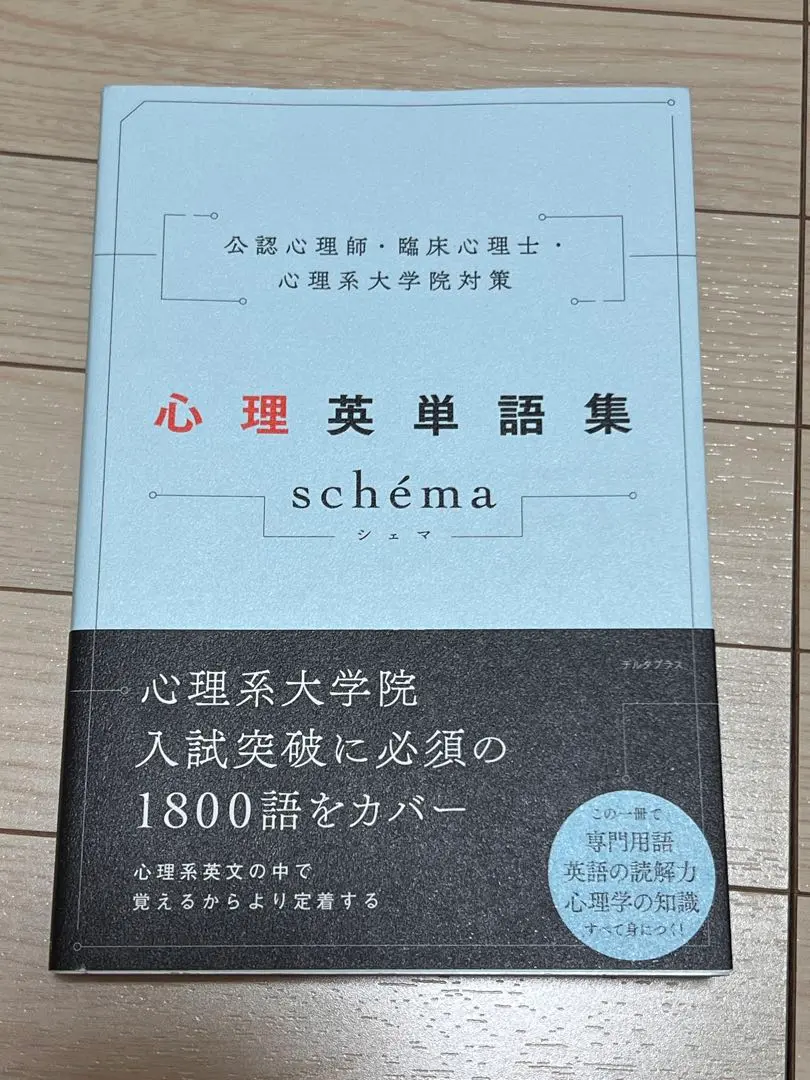 公認心理師・臨床心理士・
心理系大学院対策
心理英単語集
schéma
シェマ
デルタプラス
心理系大学院
入試突破に必須の
1800語をカバー
心理系英文の中で
覚えるからより定着する
この一冊で
専門用語
英語の読解力
心理学の知識
すべて身につく!